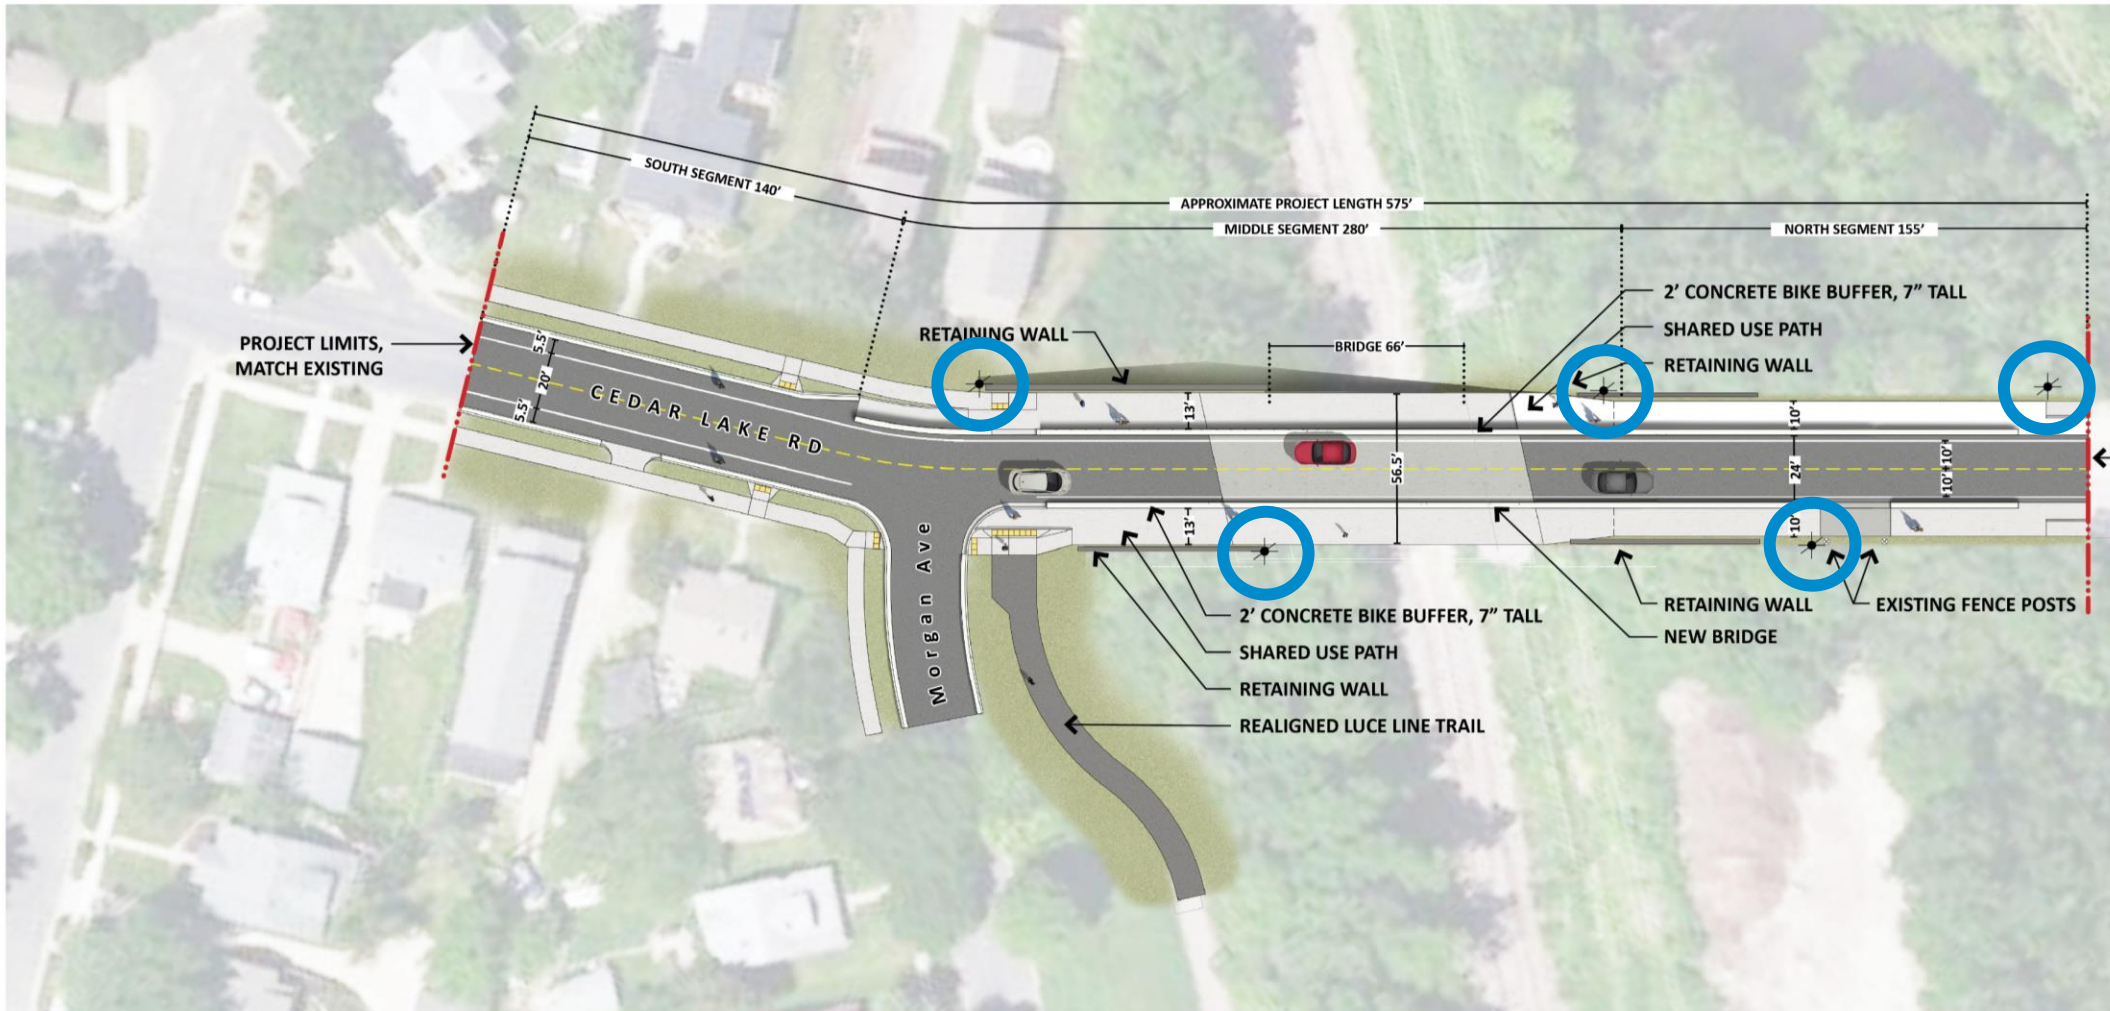 SOUTH SEGMENT 140'
APPROXIMATE PROJECT LENGTH 575'
MIDDLE SEGMENT 280'
NORTH SEGMENT 155'
2' CONCRETE BIKE BUFFER, 7” TALL
SHARED USE PATH
RETAINING WALL
RETAINING WALL
BRIDGE 66'
PROJECT LIMITS,
MATCH EXISTING
5.5'
20'
5.5'
CEDAR LAKE RD
13'
56.5'
13'
10'
24'
10'
10'
10'
Morgan Ave
2' CONCRETE BIKE BUFFER, 7” TALL
SHARED USE PATH
RETAINING WALL
REALIGNED LUCE LINE TRAIL
RETAINING WALL
NEW BRIDGE
EXISTING FENCE POSTS